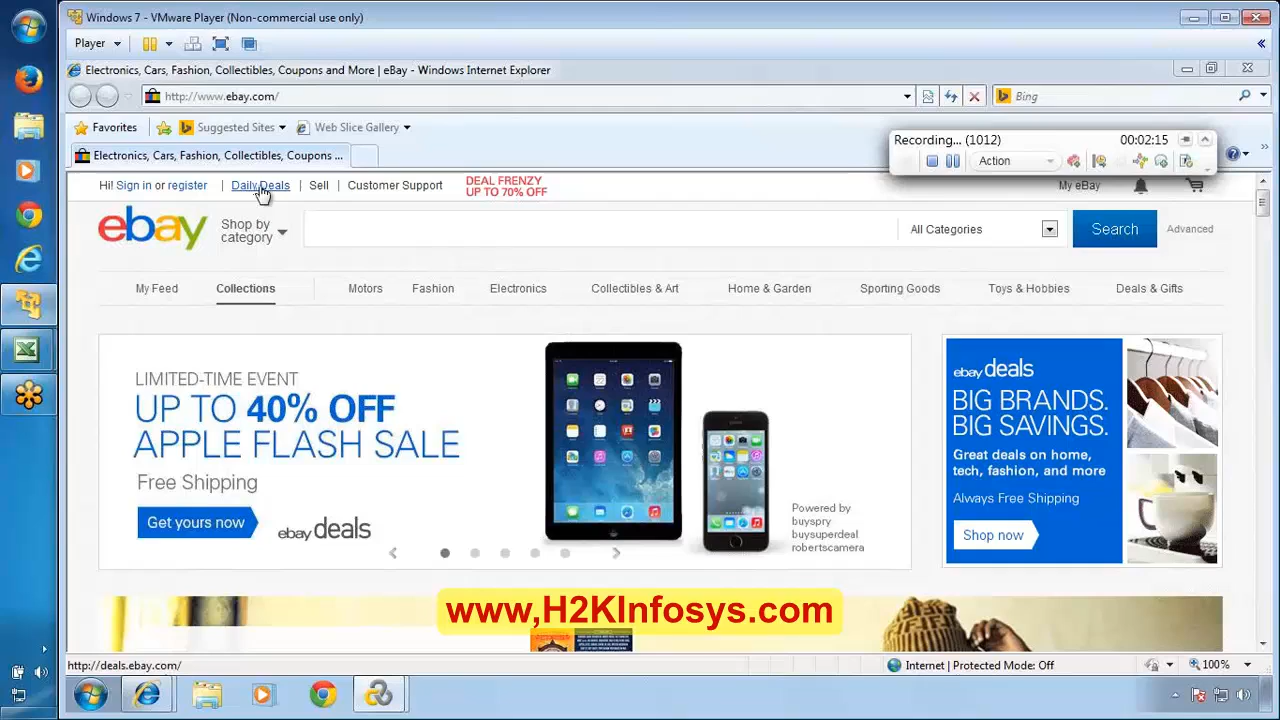 Windows 7 - VMware Player (Non-commercial use only)
Player
Electronics, Cars, Fashion, Collectibles, Coupons and More | eBay - Windows Internet Explorer
http://www.ebay.com/
Bing
Favorites
Suggested Sites
Web Slice Gallery
Recording... (1012)
00:02:15
Action
Electronics, Cars, Fashion, Collectibles, Coupons ...
Hi! Sign in or register | Daily Deals | Sell | Customer Support
DEAL FRENZY
UP TO 70% OFF
My eBay
ebay
Shop by
category
All Categories
Search
Advanced
My Feed
Collections
Motors
Fashion
Electronics
Collectibles & Art
Home & Garden
Sporting Goods
Toys & Hobbies
Deals & Gifts
LIMITED-TIME EVENT
UP TO 40% OFF
APPLE FLASH SALE
Free Shipping
Get yours now
ebay deals
Powered by
buyspry
buysuperdeal
robertscamera
ebay deals
BIG BRANDS.
BIG SAVINGS.
Great deals on home,
tech, fashion, and more
Always Free Shipping
Shop now
www,H2KInfosys.com
http://deals.ebay.com/
Internet | Protected Mode: Off
100%